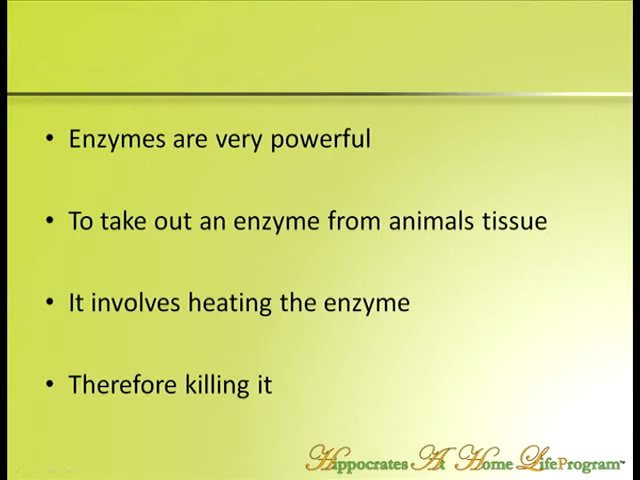 • Enzymes are very powerful
• To take out an enzyme from animals tissue
• It involves heating the enzyme
• Therefore killing it
Hippocrates At Home LifeProgram™